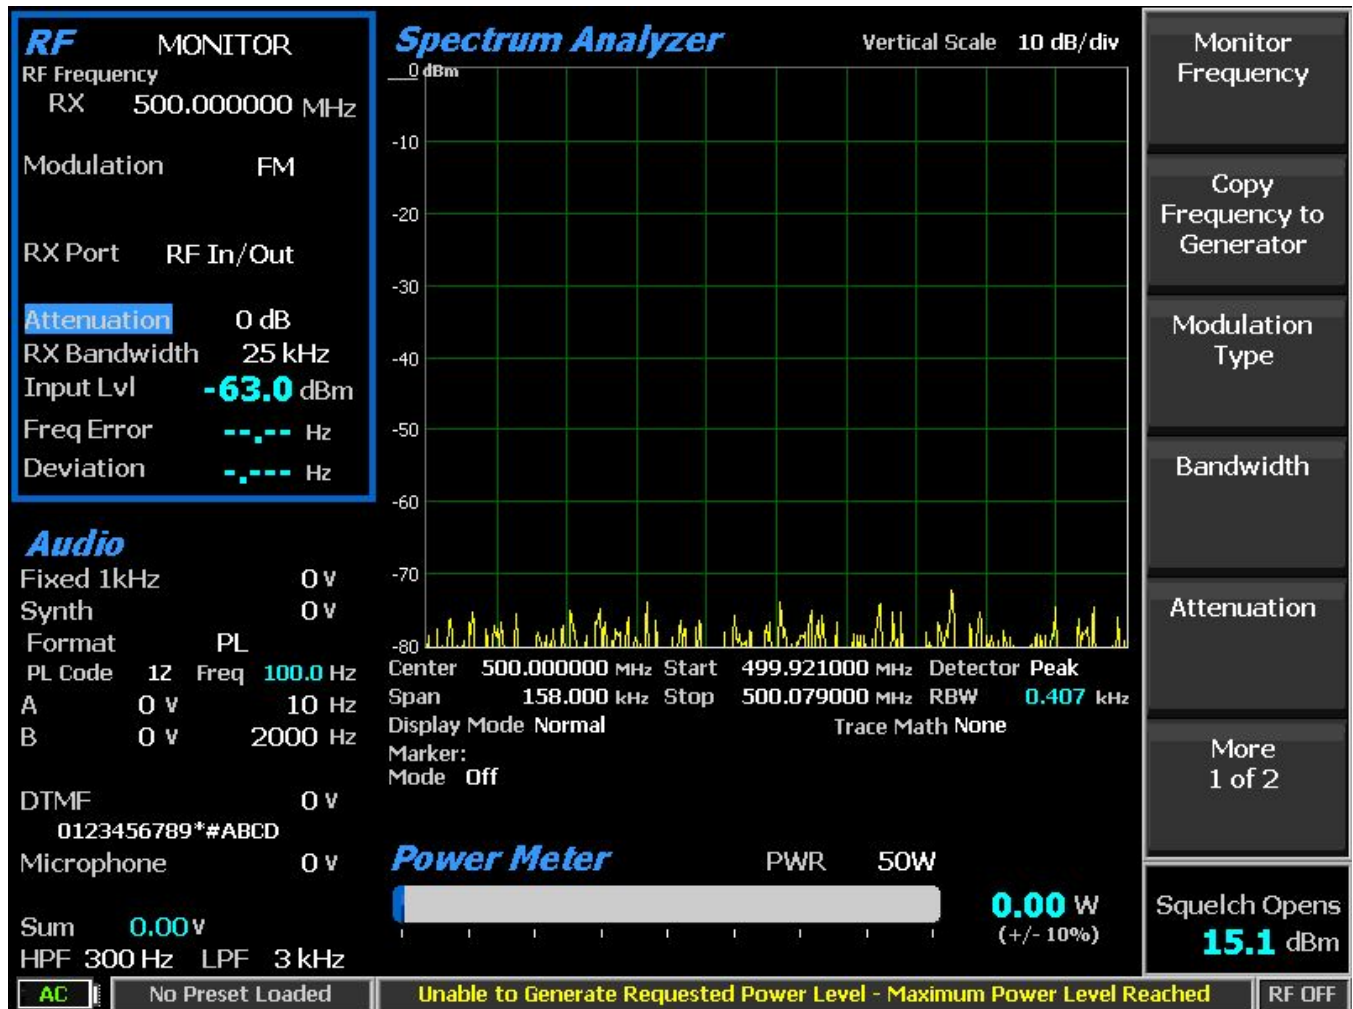 RF MONITOR
RF Frequency
RX 500.000000 MHz
Modulation FM
RX Port RF In/Out
Attenuation 0 dB
RX Bandwidth 25 kHz
Input Lvl -63.0 dBm
Freq Error --.-- Hz
Deviation -.--- Hz
Audio
Fixed 1kHz 0 V
Synth 0 V
Format PL
PL Code 1Z Freq 100.0 Hz
A 0 V 10 Hz
B 0 V 2000 Hz
DTMF 0 V
0123456789*#ABCD
Microphone 0 V
Sum 0.00 V
HPF 300 Hz LPF 3 kHz
Spectrum Analyzer Vertical Scale 10 dB/div
0 dBm
-10
-20
-30
-40
-50
-60
-70
-80
Center 500.000000 MHz Start 499.921000 MHz Detector Peak
Span 158.000 kHz Stop 500.079000 MHz RBW 0.407 kHz
Display Mode Normal Trace Math None
Marker:
Mode Off
Power Meter PWR 50W
0.00 W
(+/- 10%)
Monitor
Frequency
Copy
Frequency to
Generator
Modulation
Type
Bandwidth
Attenuation
More
1 of 2
Squelch Opens
15.1 dBm
AC No Preset Loaded Unable to Generate Requested Power Level - Maximum Power Level Reached RF OFF